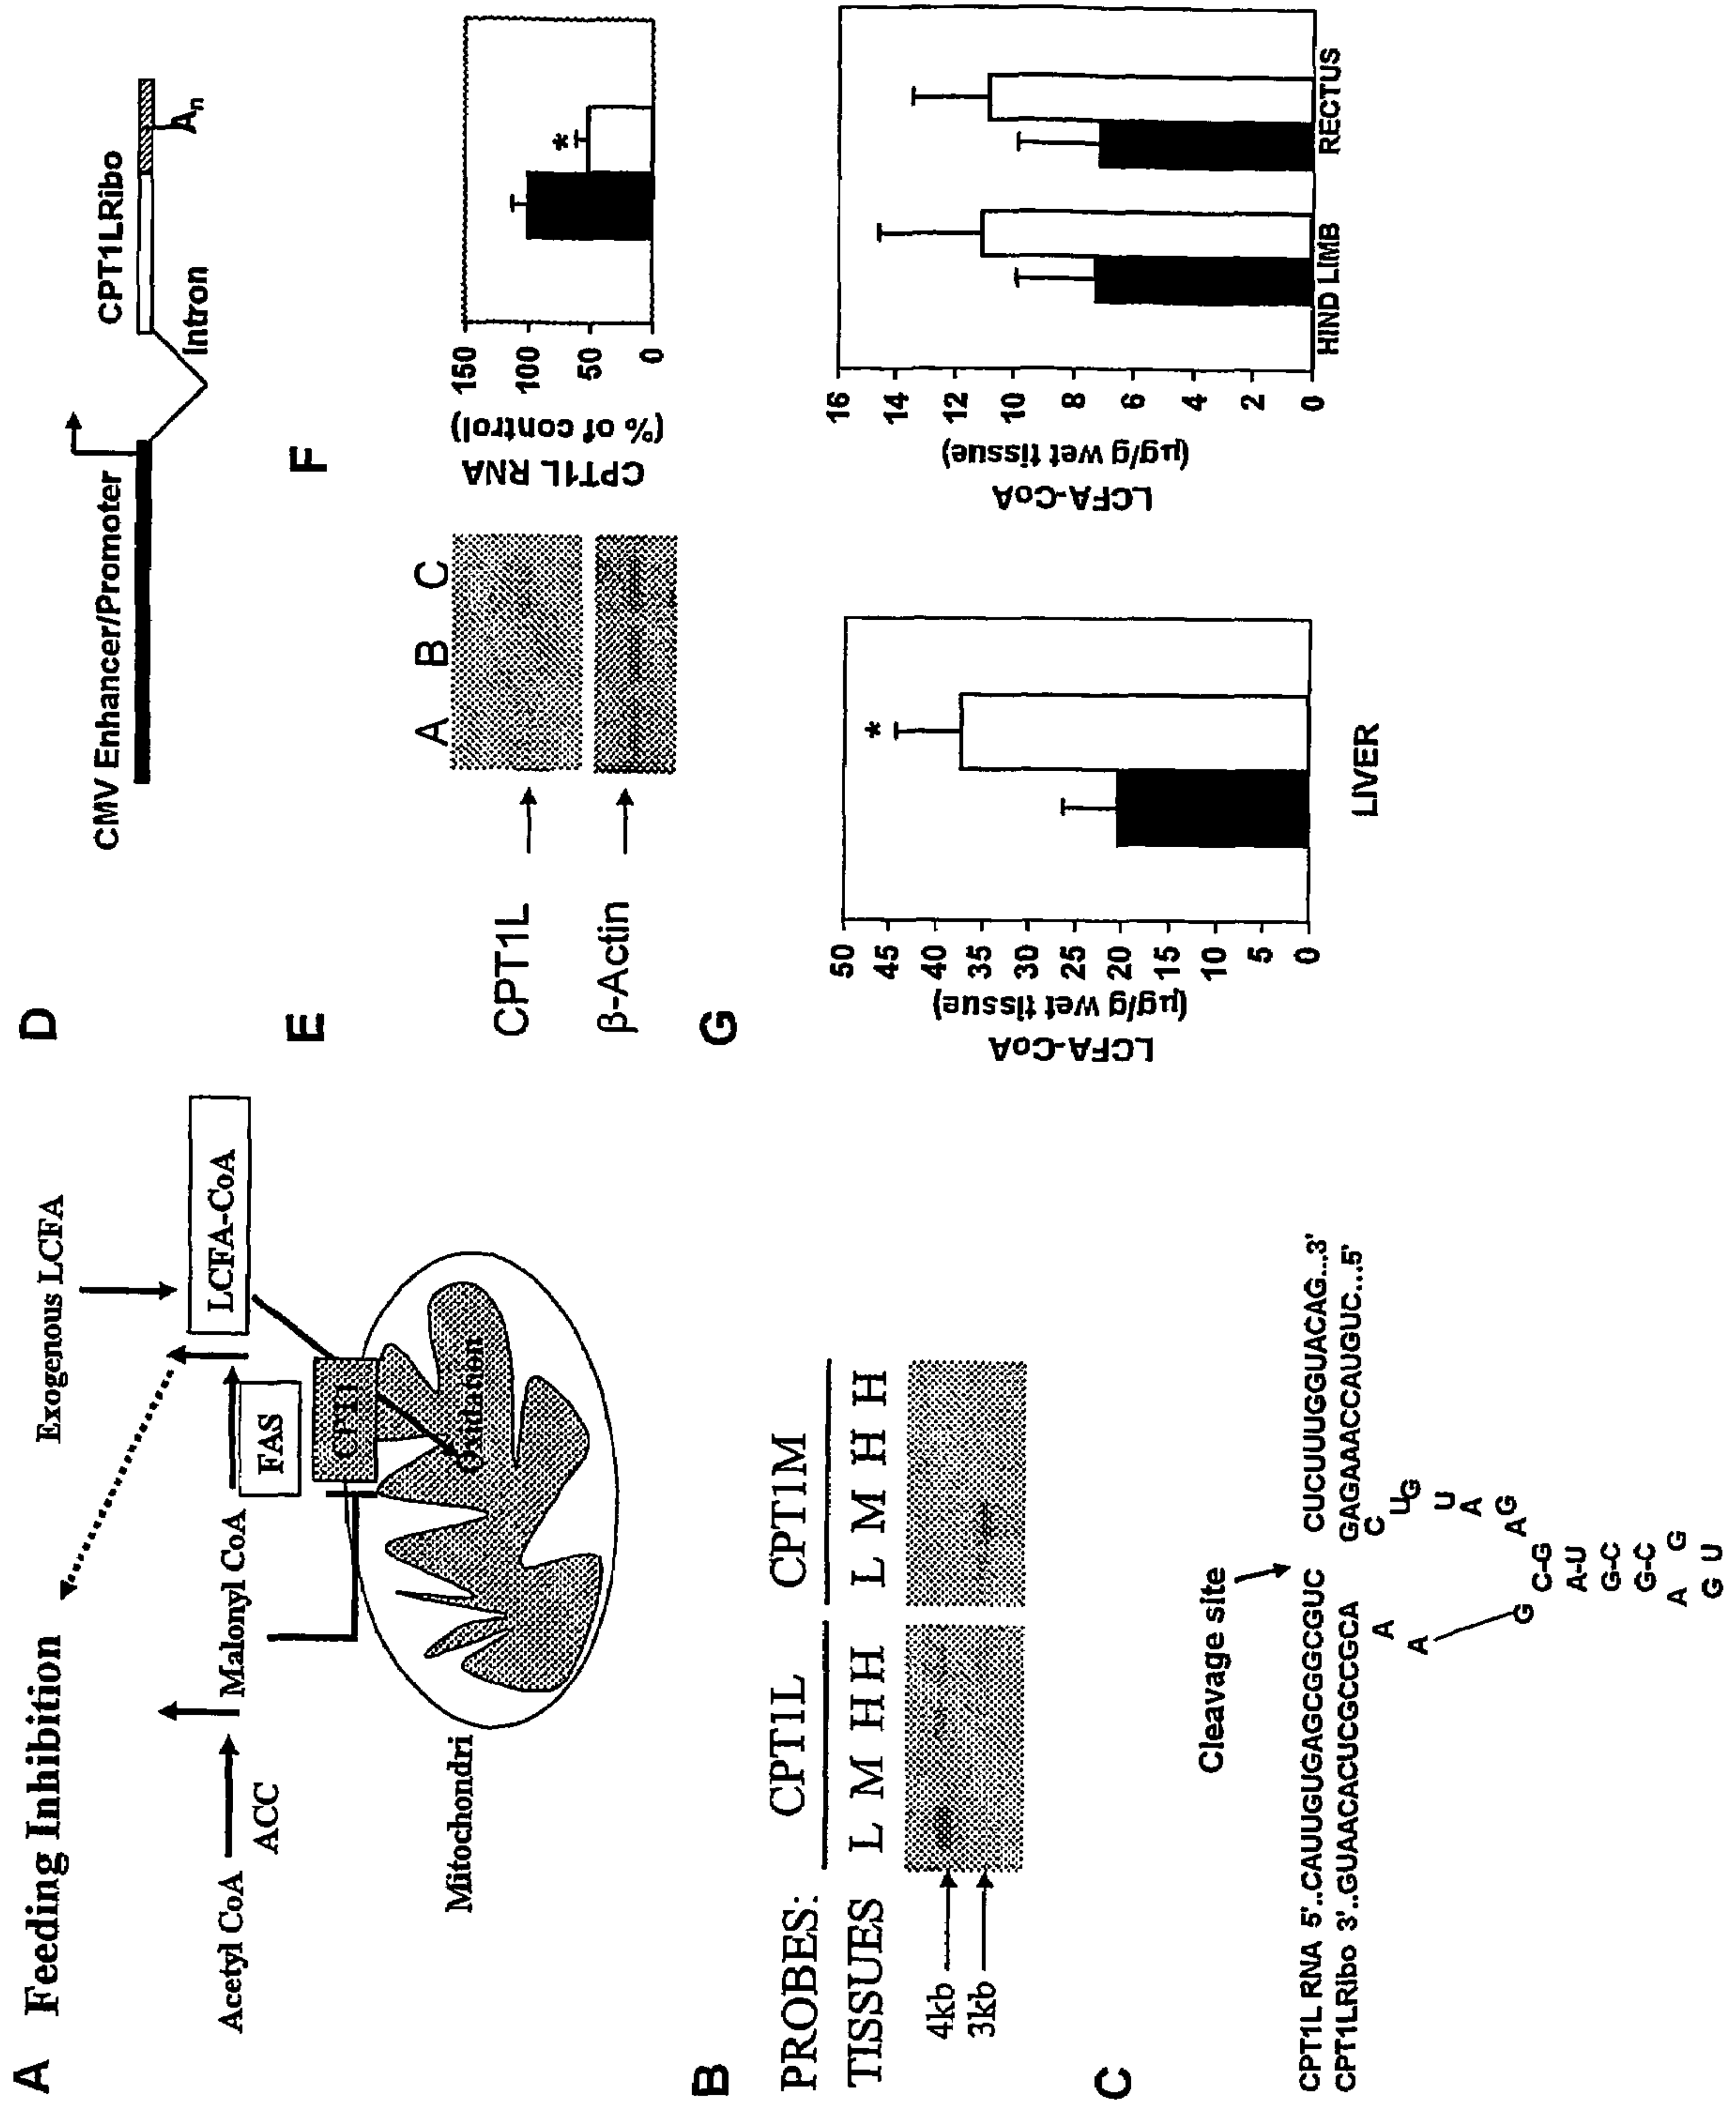 A
Feeding Inhibition
Exogenous LCFA
Acetyl CoA
ACC
Malonyl CoA
FAS
LCFA-CoA
CPT1
Oxidation
Mitochondri
B
PROBES: CPT1L CPT1M
TISSUES L M H H L M H H
4kb
3kb
C
Cleavage site
CPT1L RNA 5'..CAUUGUGAGCGGCGUC CUCUUUGGUACAG...3'
CPT1LRibo 3'..GUAACACUCGCCGCA GAGAAACCAUGUC...5'
A C
A U G
U
A
A G
G C-G
A-U
G-C
G-C
A G
G U
D
CMV Enhancer/Promoter
CPT1LRibo
Intron
An
E
A B C
CPT1L
β-Actin
F
CPT1L RNA
(% of control)
150
100
50
0
*
G
LCFA-CoA
(µg/g wet tissue)
50
45
40
35
30
25
20
15
10
5
0
*
LIVER
LCFA-CoA
(µg/g wet tissue)
16
14
12
10
8
6
4
2
0
HIND LIMB RECTUS